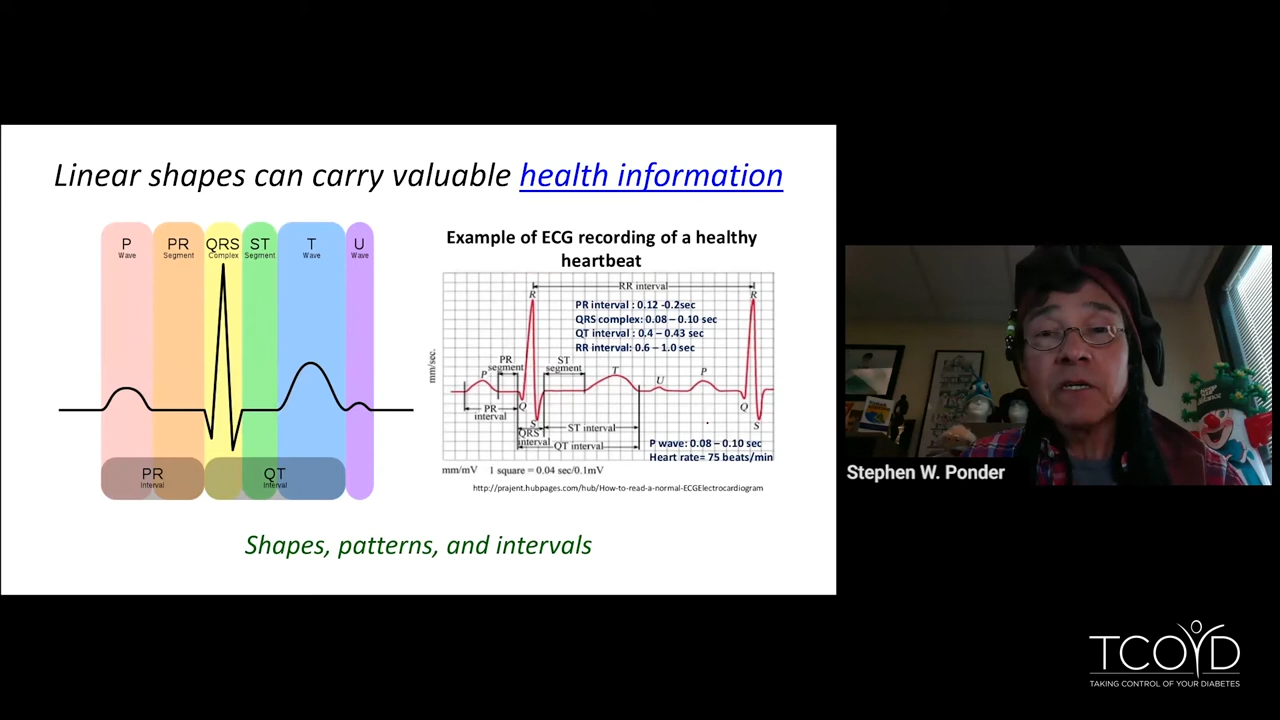 Linear shapes can carry valuable health information
P
Wave
PR
Segment
QRS
Complex
ST
Segment
T
Wave
U
Wave
PR
Interval
QT
Interval
Example of ECG recording of a healthy
heartbeat
RR interval
R
R
PR interval : 0.12 -0.2sec
QRS complex: 0.08 – 0.10 sec
QT interval : 0.4 – 0.43 sec
RR interval: 0.6 – 1.0 sec
mm/sec.
PR
segment
ST
segment
P
T
U
P
PR
interval
Q
S
Q
S
QRS
interval
ST interval
QT interval
P wave: 0.08 – 0.10 sec
Heart rate= 75 beats/min
mm/mV 1 square = 0.04 sec/0.1mV
http://prajent.hubpages.com/hub/How-to-read-a-normal-ECGElectrocardiogram
Shapes, patterns, and intervals
Stephen W. Ponder
TCOYD
TAKING CONTROL OF YOUR DIABETES